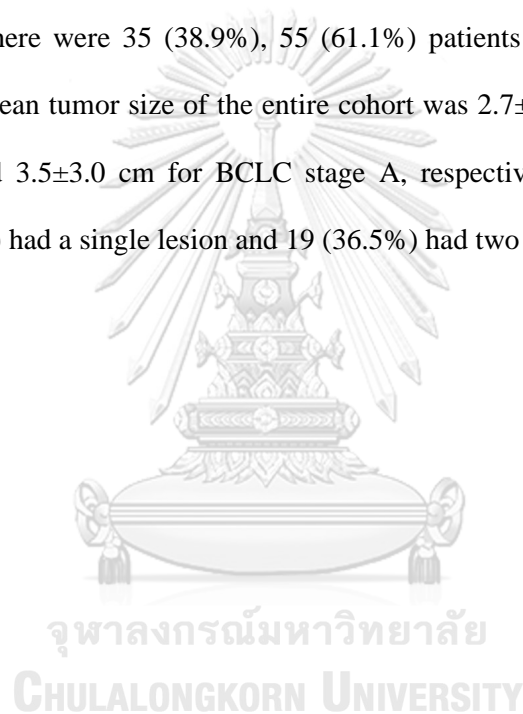 here were 35 (38.9%), 55 (61.1%) patients
ean tumor size of the entire cohort was 2.7±
3.5±3.0 cm for BCLC stage A, respectiv
had a single lesion and 19 (36.5%) had two
จุฬาลงกรณ์มหาวิทยาลัย
CHULALONGKORN UNIVERSITY